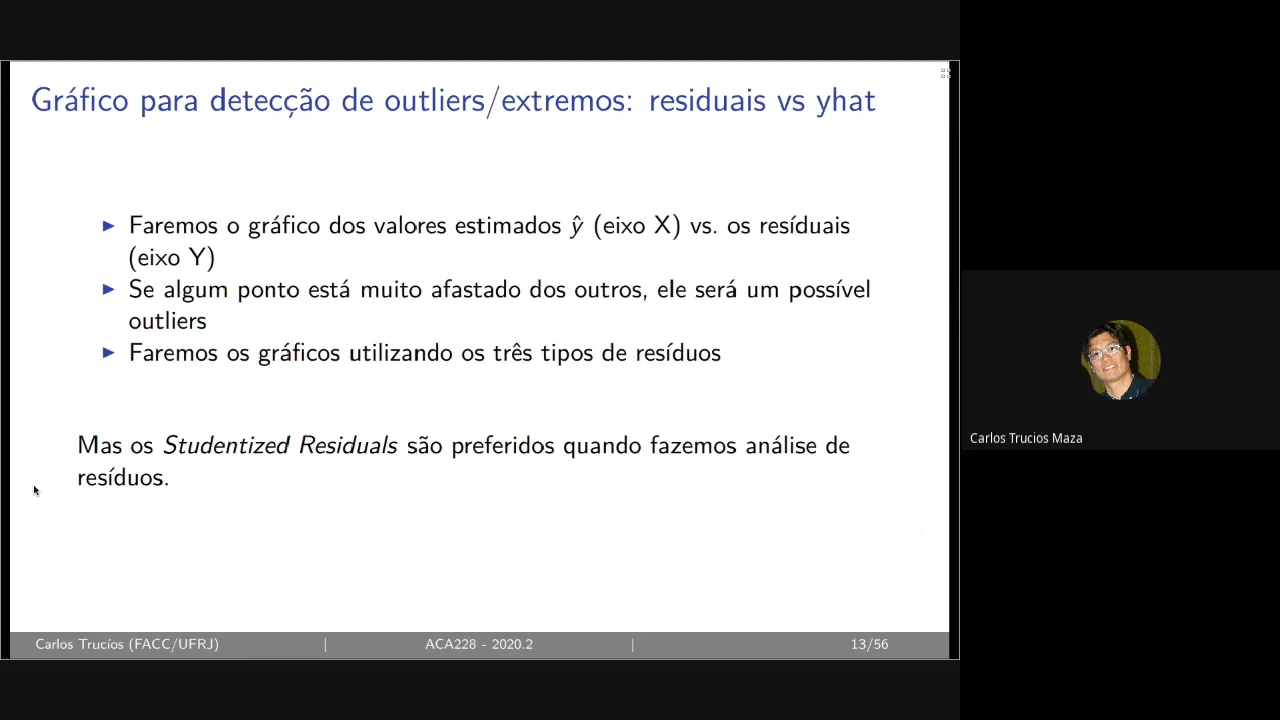 Gráfico para detecção de outliers/extremos: residuais vs yhat
▶ Faremos o gráfico dos valores estimados ŷ (eixo X) vs. os resíduais
(eixo Y)
▶ Se algum ponto está muito afastado dos outros, ele será um possível
outliers
▶ Faremos os gráficos utilizando os três tipos de resíduos
Mas os Studentized Residuals são preferidos quando fazemos análise de
resíduos.
Carlos Trucíos (FACC/UFRJ) | ACA228 - 2020.2 | 13/56
Carlos Trucios Maza